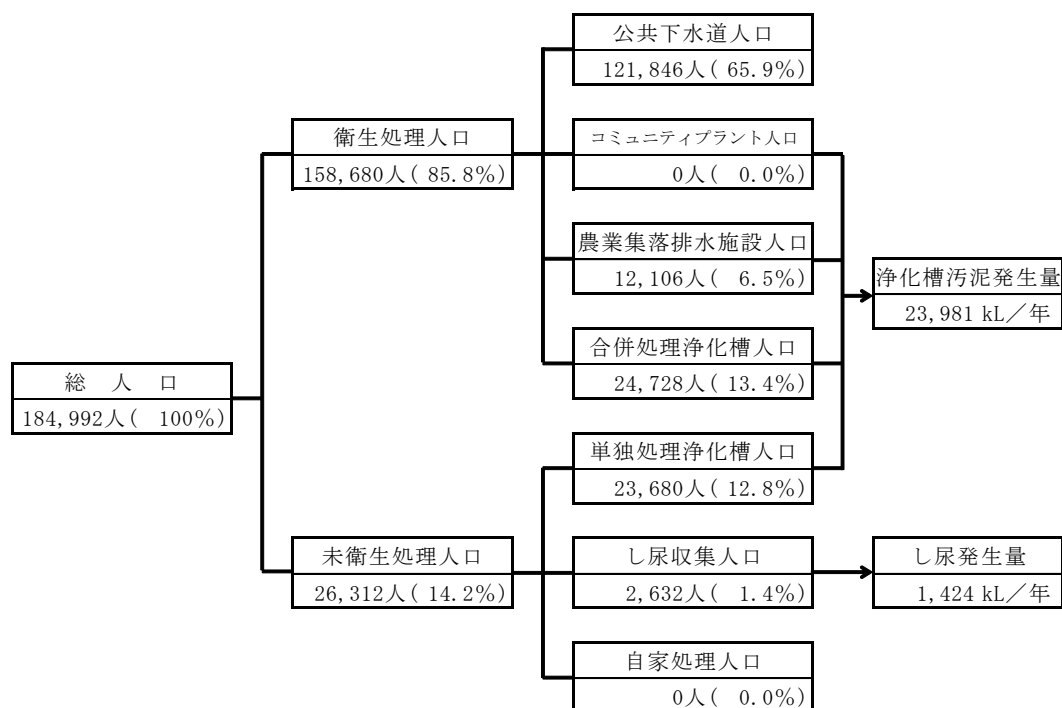 公共下水道人口
121,846人( 65.9%)
衛生処理人口
158,680人( 85.8%)
コミュニティプラント人口
0人( 0.0%)
農業集落排水施設人口
12,106人( 6.5%)
浄化槽汚泥発生量
23,981 kL／年
合併処理浄化槽人口
24,728人( 13.4%)
総 人 口
184,992人( 100%)
単独処理浄化槽人口
23,680人( 12.8%)
未衛生処理人口
26,312人( 14.2%)
し尿収集人口
2,632人( 1.4%)
し尿発生量
1,424 kL／年
自家処理人口
0人( 0.0%)